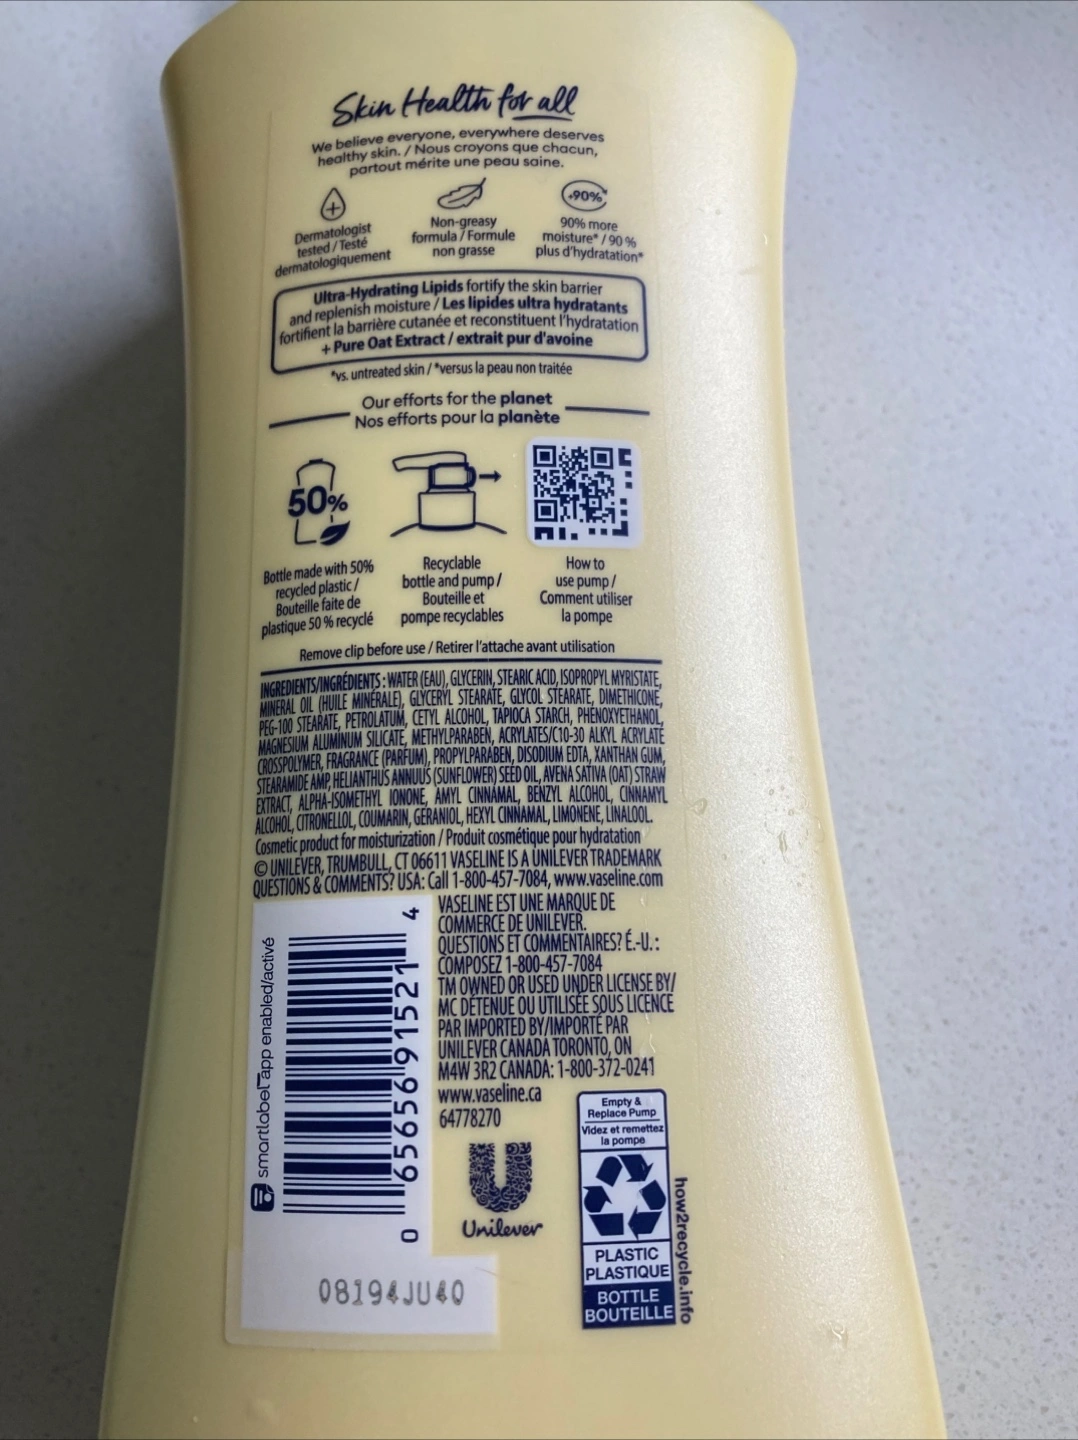 Skin Health for all
We believe everyone, everywhere deserves
healthy skin. / Nous croyons que chacun,
partout mérite une peau saine.
+90%
Dermatologist
tested / Testé
dermatologiquement
Non-greasy
formula / Formule
non grasse
90% more
moisture* / 90 %
plus d'hydratation*
Ultra-Hydrating Lipids fortify the skin barrier
and replenish moisture / Les lipides ultra hydratants
fortifient la barrière cutanée et reconstituent l'hydratation
+ Pure Oat Extract / extrait pur d'avoine
*vs. untreated skin / *versus la peau non traitée
Our efforts for the planet
Nos efforts pour la planète
50%
Bottle made with 50%
recycled plastic /
Bouteille faite de
plastique 50 % recyclé
Recyclable
bottle and pump /
Bouteille et
pompe recyclables
How to
use pump /
Comment utiliser
la pompe
Remove clip before use / Retirer l'attache avant utilisation
INGREDIENTS/INGRÉDIENTS : WATER (EAU), GLYCERIN, STEARIC ACID, ISOPROPYL MYRISTATE,
MINERAL OIL (HUILE MINÉRALE), GLYCERYL STEARATE, GLYCOL STEARATE, DIMETHICONE,
PEG-100 STEARATE, PETROLATUM, CETYL ALCOHOL, TAPIOCA STARCH, PHENOXYETHANOL,
MAGNESIUM ALUMINUM SILICATE, METHYLPARABEN, ACRYLATES/C10-30 ALKYL ACRYLATE
CROSSPOLYMER, FRAGRANCE (PARFUM), PROPYLPARABEN, DISODIUM EDTA, XANTHAN GUM,
STEARAMIDE AMP, HELIANTHUS ANNUUS (SUNFLOWER) SEED OIL, AVENA SATIVA (OAT) STRAW
EXTRACT, ALPHA-ISOMETHYL IONONE, AMYL CINNAMAL, BENZYL ALCOHOL, CINNAMYL
ALCOHOL, CITRONELLOL, COUMARIN, GERANIOL, HEXYL CINNAMAL, LIMONENE, LINALOOL.
Cosmetic product for moisturization / Produit cosmétique pour hydratation
© UNILEVER, TRUMBULL, CT 06611 VASELINE IS A UNILEVER TRADEMARK
QUESTIONS & COMMENTS? USA: Call 1-800-457-7084, www.vaseline.com
VASELINE EST UNE MARQUE DE
COMMERCE DE UNILEVER.
QUESTIONS ET COMMENTAIRES? É.-U. :
COMPOSEZ 1-800-457-7084
TM OWNED OR USED UNDER LICENSE BY/
MC DÉTENUE OU UTILISÉE SOUS LICENCE
PAR IMPORTED BY/IMPORTÉ PAR
UNILEVER CANADA TORONTO, ON
M4W 3R2 CANADA: 1-800-372-0241
www.vaseline.ca
64778270
smartlabel app enabled/activé
0 65656 91521 4
Unilever
Empty &
Replace Pump
Videz et remettez
la pompe
PLASTIC
PLASTIQUE
BOTTLE
BOUTEILLE
how2recycle.info
08194JU40